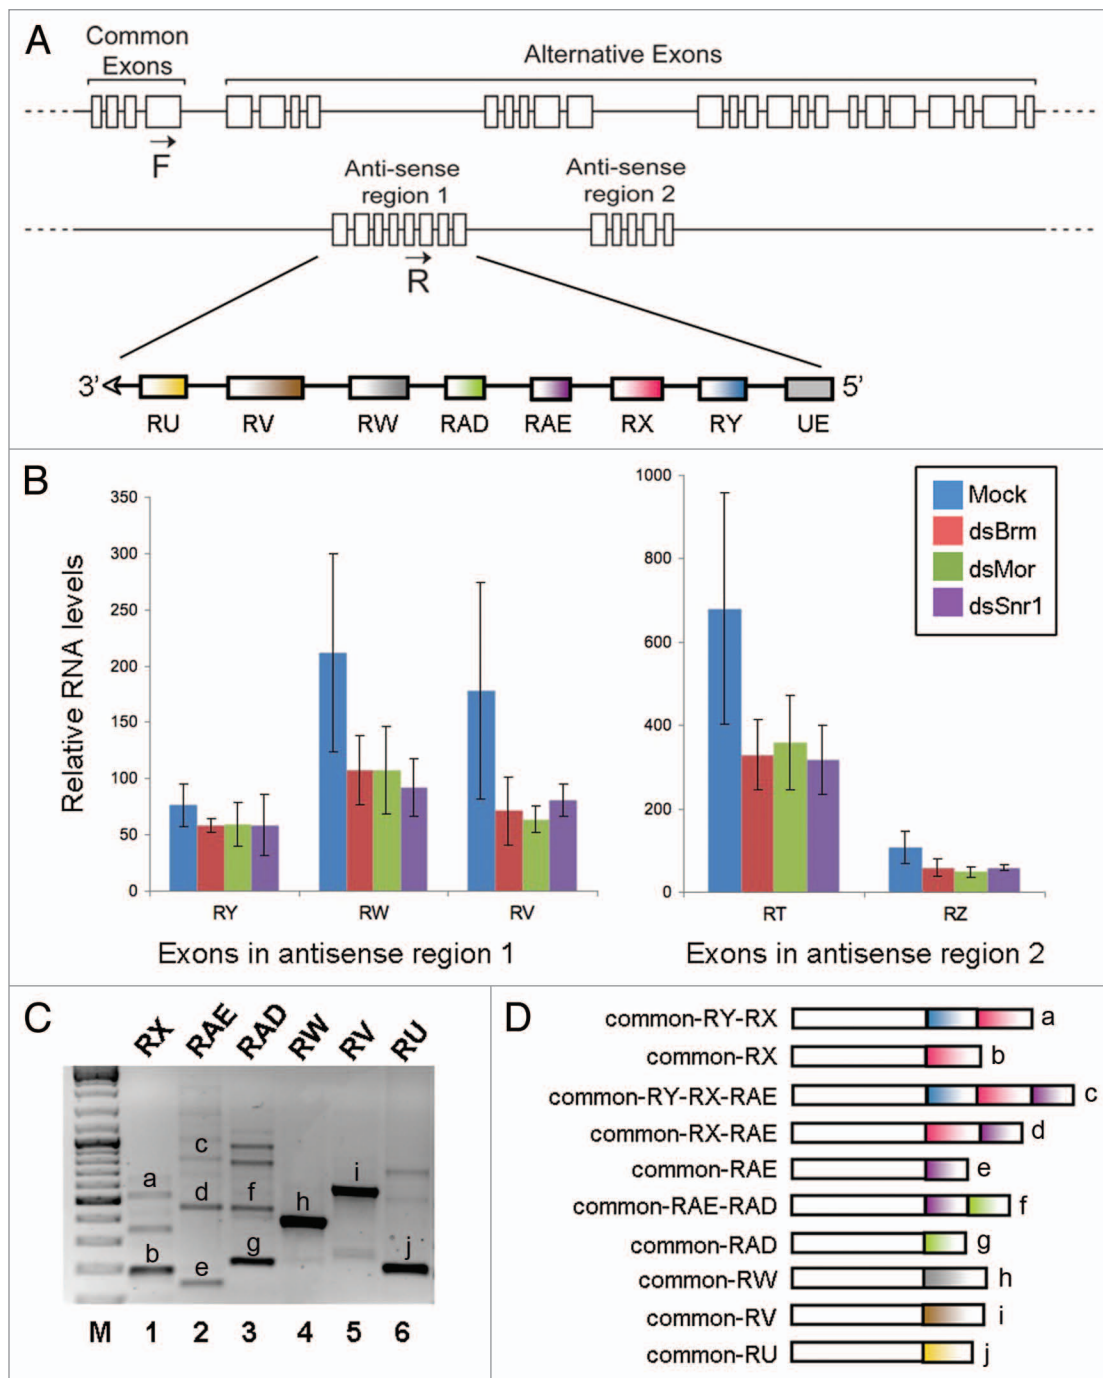 A
Common
Exons
Alternative Exons
F
Anti-sense
region 1
Anti-sense
region 2
R
3' 5'
RU RV RW RAD RAE RX RY UE
B
Relative RNA levels
350
300
250
200
150
100
50
0
RY RW RV
Exons in antisense region 1
1000
800
600
400
200
0
RT RZ
Exons in antisense region 2
Mock
dsBrm
dsMor
dsSnr1
C
RX RAE RAD RW RV RU
a
b
c
d
e
f
g
h
i
j
M 1 2 3 4 5 6
D
common-RY-RX a
common-RX b
common-RY-RX-RAE c
common-RX-RAE d
common-RAE e
common-RAE-RAD f
common-RAD g
common-RW h
common-RV i
common-RU j